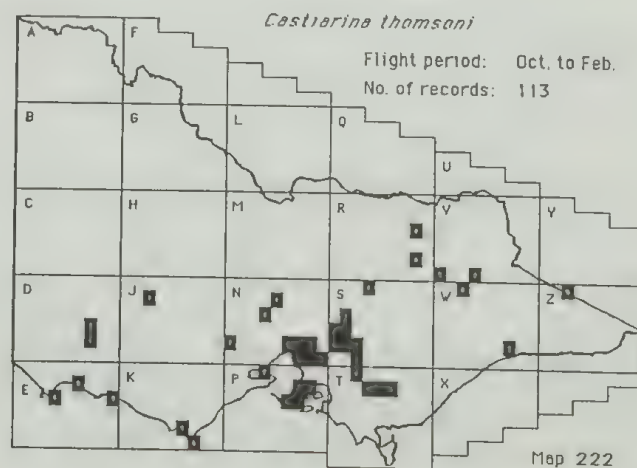 Castiarina thomsoni
Flight period: Oct. to Feb.
No. of records: 113
A
F
B
G
L
Q
U
C
H
M
R
V
Y
D
J
N
S
W
Z
E
K
P
T
X
Map 222